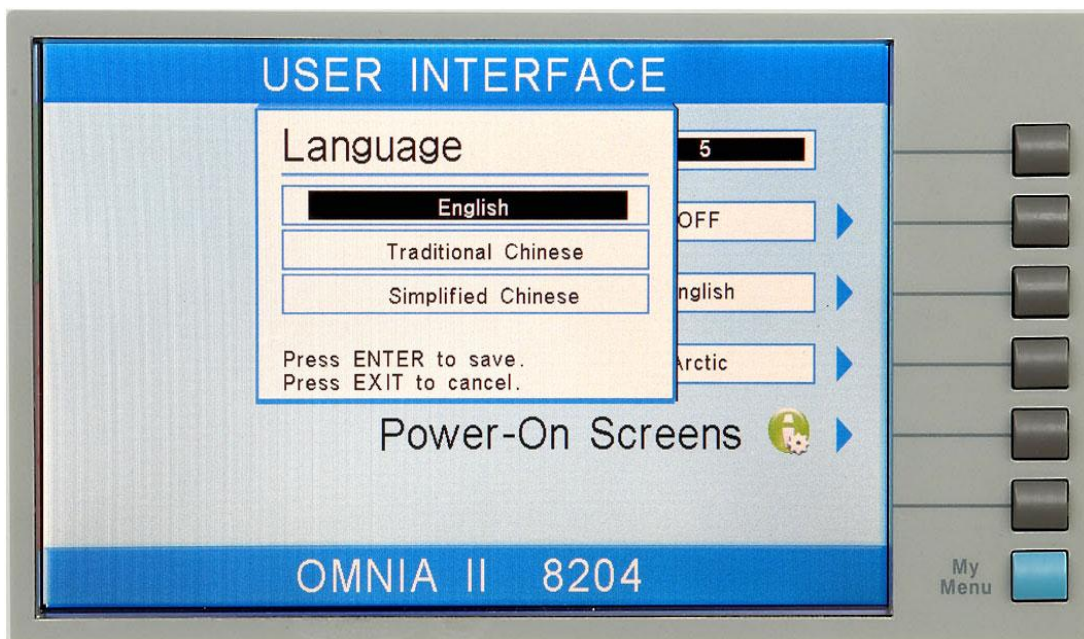 USER INTERFACE
Language
English
Traditional Chinese
Simplified Chinese
Press ENTER to save.
Press EXIT to cancel.
5
OFF
nglish
Arctic
Power-On Screens
OMNIA II 8204
My
Menu